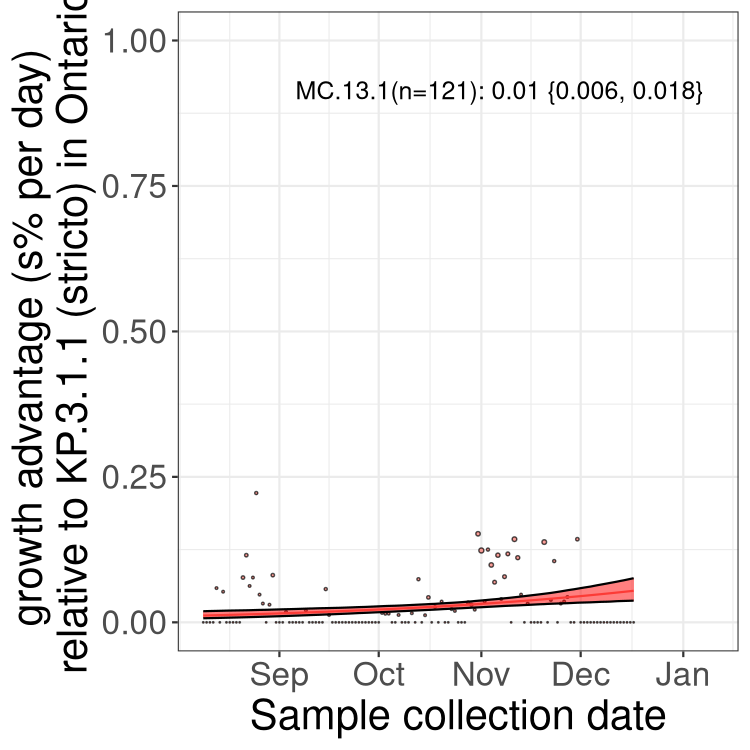 growth advantage (s% per day)
relative to KP.3.1.1 (stricto) in Ontario
1.00
0.75
0.50
0.25
0.00
MC.13.1(n=121): 0.01 {0.006, 0.018}
Sep Oct Nov Dec Jan
Sample collection date